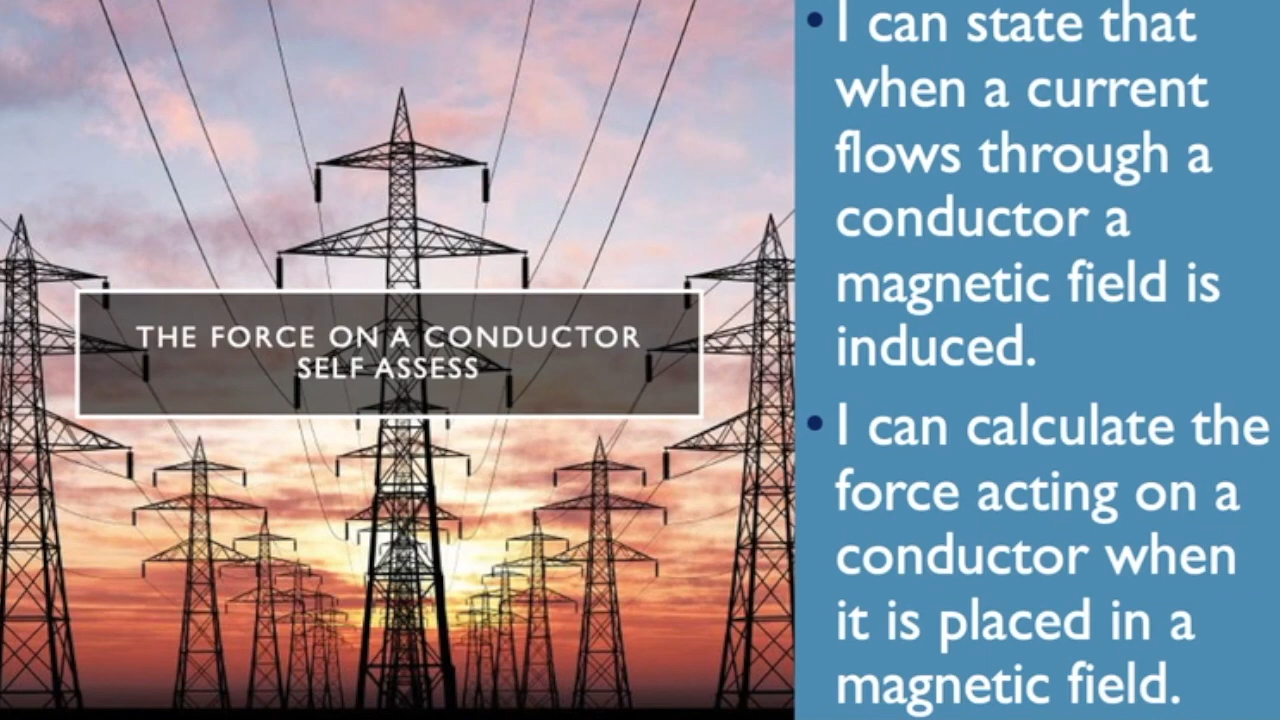 THE FORCE ON A CONDUCTOR
SELF ASSESS
• I can state that
when a current
flows through a
conductor a
magnetic field is
induced.
• I can calculate the
force acting on a
conductor when
it is placed in a
magnetic field.